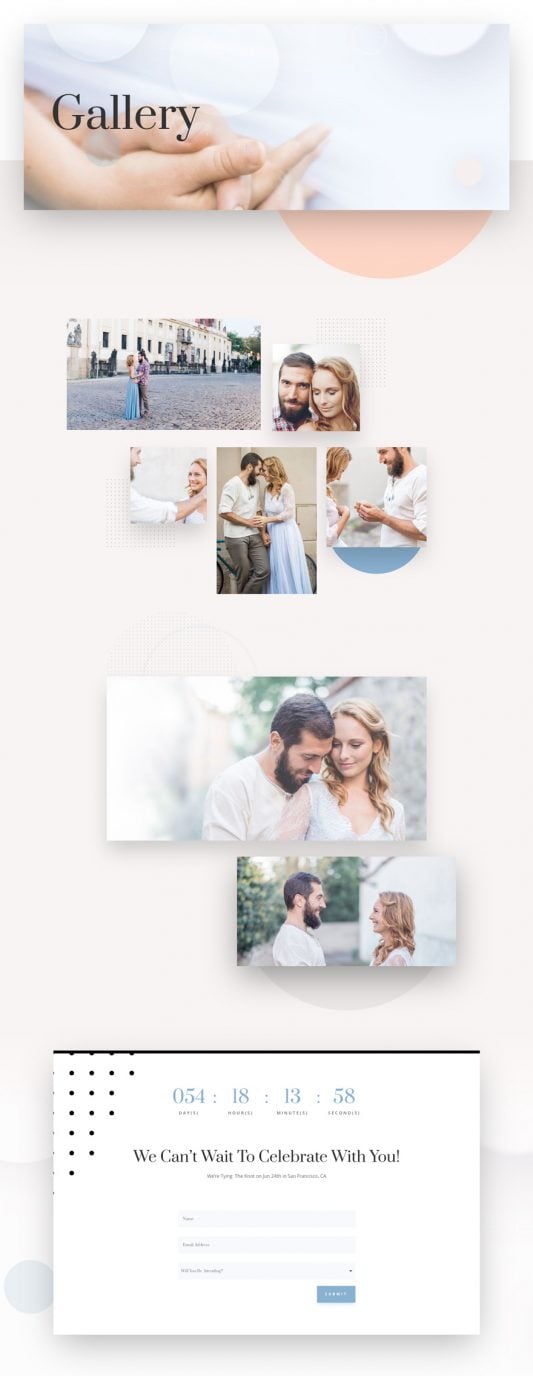 Gallery
054 : 18 : 13 : 58
DAY(S) HOUR(S) MINUTE(S) SECOND(S)
We Can't Wait To Celebrate With You!
We're Tying The Knot on Jun 24th in San Francisco, CA
Name
Email Address
Will You Be Attending?
SUBMIT